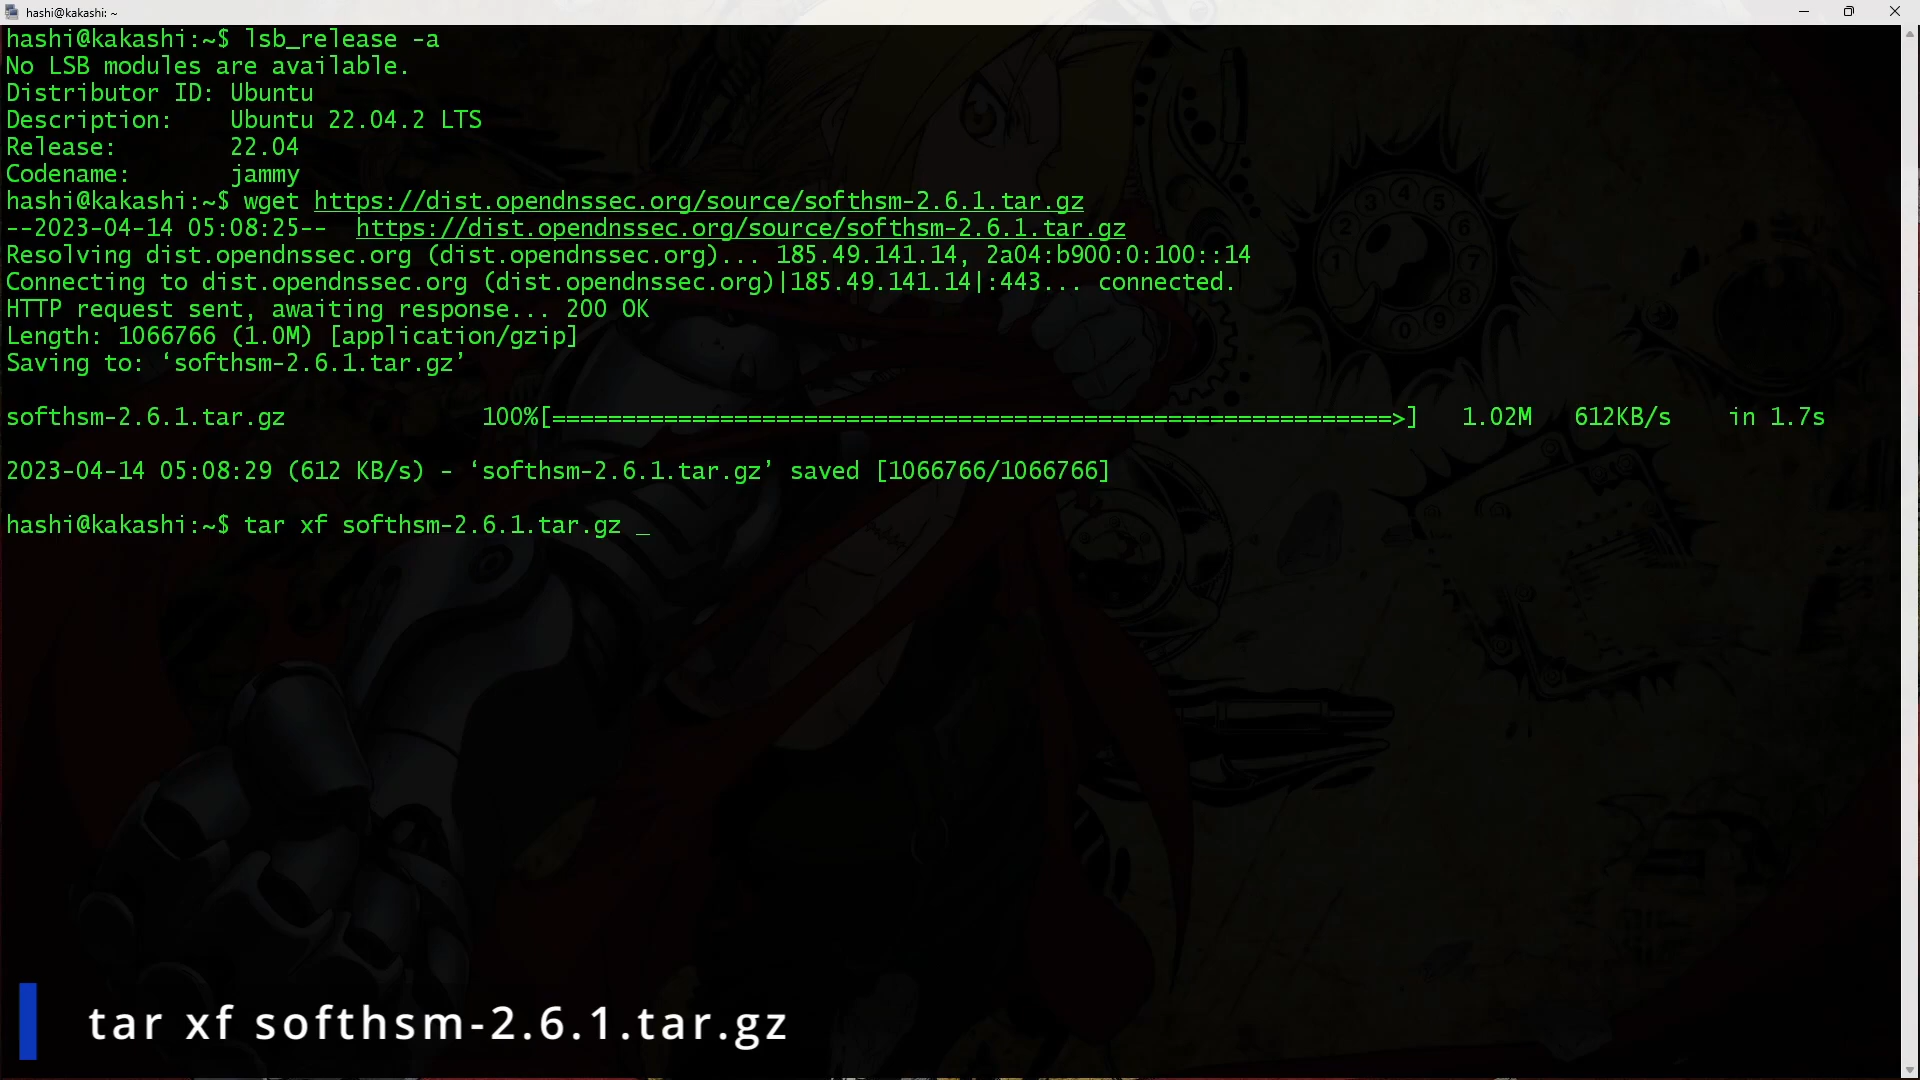 hashi@kakashi: ~
hashi@kakashi:~$ lsb_release -a
No LSB modules are available.
Distributor ID: Ubuntu
Description:    Ubuntu 22.04.2 LTS
Release:        22.04
Codename:       jammy
hashi@kakashi:~$ wget https://dist.opendnssec.org/source/softhsm-2.6.1.tar.gz
--2023-04-14 05:08:25--  https://dist.opendnssec.org/source/softhsm-2.6.1.tar.gz
Resolving dist.opendnssec.org (dist.opendnssec.org)... 185.49.141.14, 2a04:b900:0:100::14
Connecting to dist.opendnssec.org (dist.opendnssec.org)|185.49.141.14|:443... connected.
HTTP request sent, awaiting response... 200 OK
Length: 1066766 (1.0M) [application/gzip]
Saving to: ‘softhsm-2.6.1.tar.gz’
softhsm-2.6.1.tar.gz              100%[============================================================>]   1.02M   612KB/s    in 1.7s
2023-04-14 05:08:29 (612 KB/s) - ‘softhsm-2.6.1.tar.gz’ saved [1066766/1066766]
hashi@kakashi:~$ tar xf softhsm-2.6.1.tar.gz _
tar xf softhsm-2.6.1.tar.gz